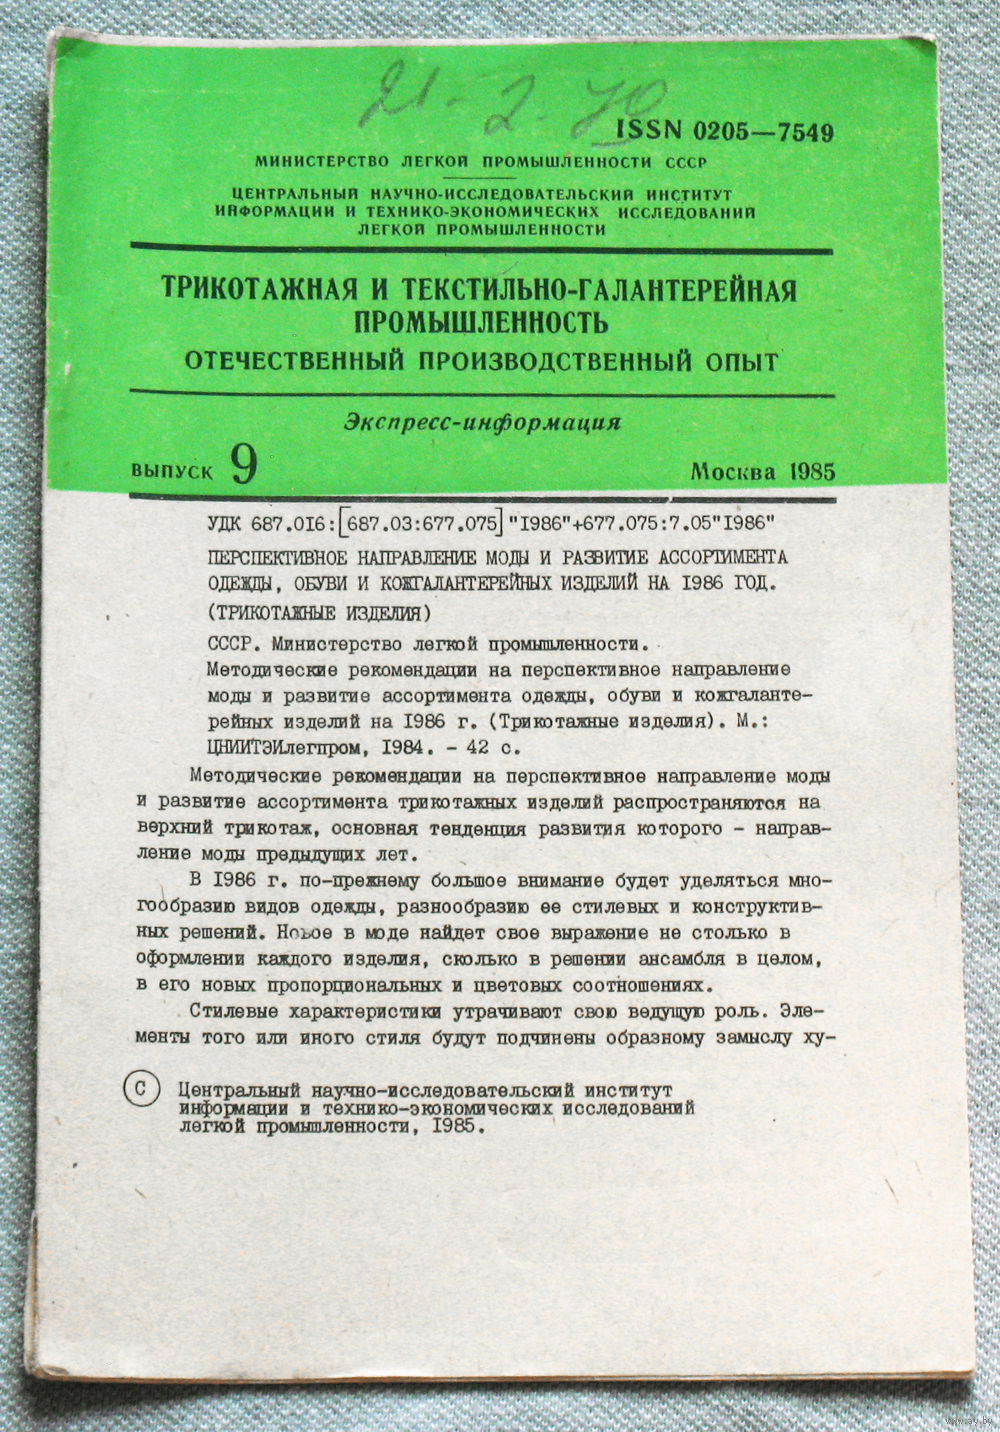 21-2-70
ISSN 0205—7549
МИНИСТЕРСТВО ЛЕГКОЙ ПРОМЫШЛЕННОСТИ СССР
ЦЕНТРАЛЬНЫЙ НАУЧНО-ИССЛЕДОВАТЕЛЬСКИЙ ИНСТИТУТ
ИНФОРМАЦИИ И ТЕХНИКО-ЭКОНОМИЧЕСКИХ ИССЛЕДОВАНИЙ
ЛЕГКОЙ ПРОМЫШЛЕННОСТИ
ТРИКОТАЖНАЯ И ТЕКСТИЛЬНО-ГАЛАНТЕРЕЙНАЯ
ПРОМЫШЛЕННОСТЬ
ОТЕЧЕСТВЕННЫЙ ПРОИЗВОДСТВЕННЫЙ ОПЫТ
Экспресс-информация
ВЫПУСК 9 Москва 1985
УДК 687.016:[687.03:677.075]"1986"+677.075:7.05"1986"
ПЕРСПЕКТИВНОЕ НАПРАВЛЕНИЕ МОДЫ И РАЗВИТИЕ АССОРТИМЕНТА
ОДЕЖДЫ, ОБУВИ И КОЖГАЛАНТЕРЕЙНЫХ ИЗДЕЛИЙ НА 1986 ГОД.
(ТРИКОТАЖНЫЕ ИЗДЕЛИЯ)
СССР. Министерство легкой промышленности.
Методические рекомендации на перспективное направление
моды и развитие ассортимента одежды, обуви и кожгаланте-
рейных изделий на 1986 г. (Трикотажные изделия). М.:
ЦНИИТЭИлегпром, 1984. - 42 с.
Методические рекомендации на перспективное направление моды
и развитие ассортимента трикотажных изделий распространяются на
верхний трикотаж, основная тенденция развития которого - направ-
ление моды предыдущих лет.
В 1986 г. по-прежнему большое внимание будет уделяться мно-
гообразию видов одежды, разнообразию ее стилевых и конструктив-
ных решений. Новое в моде найдет свое выражение не столько в
оформлении каждого изделия, сколько в решении ансамбля в целом,
в его новых пропорциональных и цветовых соотношениях.
Стилевые характеристики утрачивают свою ведущую роль. Эле-
менты того или иного стиля будут подчинены образному замыслу ху-
© Центральный научно-исследовательский институт
информации и технико-экономических исследований
легкой промышленности, 1985.
www.ay.by